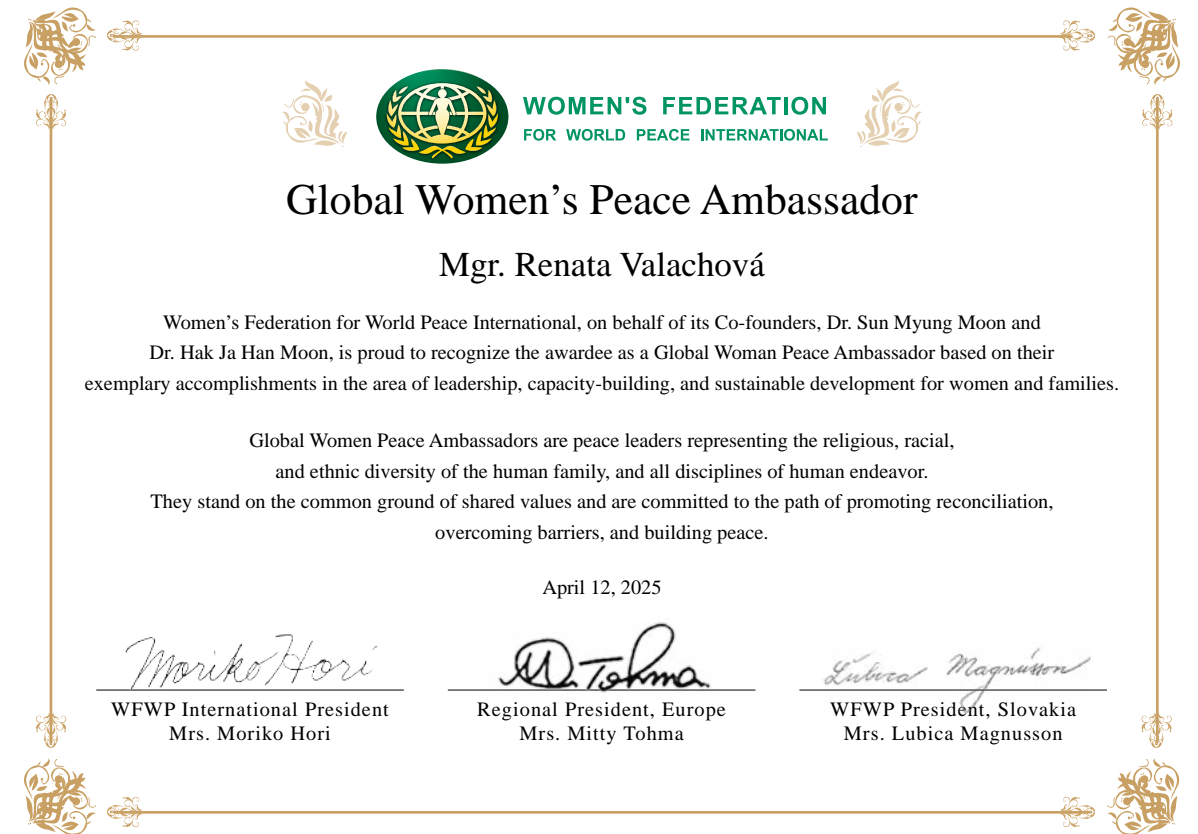 WOMEN'S FEDERATION
FOR WORLD PEACE INTERNATIONAL
Global Women’s Peace Ambassador
Mgr. Renata Valachová
Women’s Federation for World Peace International, on behalf of its Co-founders, Dr. Sun Myung Moon and
Dr. Hak Ja Han Moon, is proud to recognize the awardee as a Global Woman Peace Ambassador based on their
exemplary accomplishments in the area of leadership, capacity-building, and sustainable development for women and families.
Global Women Peace Ambassadors are peace leaders representing the religious, racial,
and ethnic diversity of the human family, and all disciplines of human endeavor.
They stand on the common ground of shared values and are committed to the path of promoting reconciliation,
overcoming barriers, and building peace.
April 12, 2025
Moriko Hori
M. Tohma
Ľubica Magnússon
WFWP International President
Mrs. Moriko Hori
Regional President, Europe
Mrs. Mitty Tohma
WFWP President, Slovakia
Mrs. Lubica Magnusson